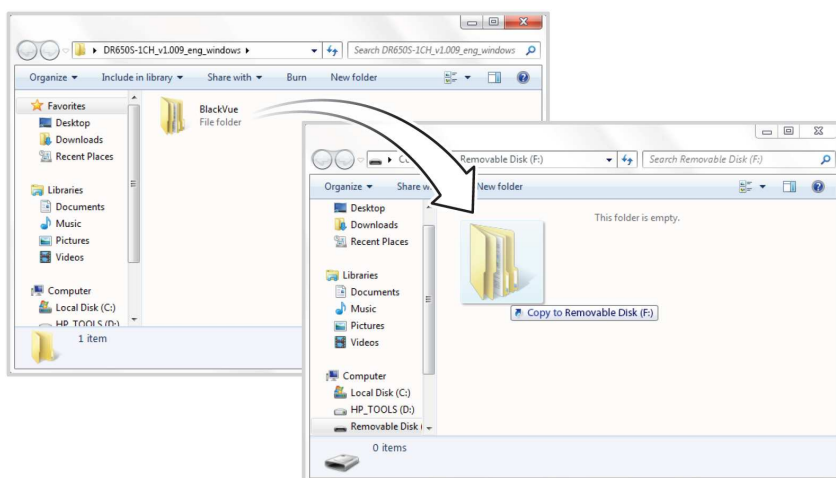 DR650S-1CH_v1.009_eng_windows
Search DR650S-1CH_v1.009_eng_windows
Organize
Include in library
Share with
Burn
New folder
Favorites
Desktop
Downloads
Recent Places
Libraries
Documents
Music
Pictures
Videos
Computer
Local Disk (C:)
HP_TOOLS (D:)
BlackVue
File folder
1 item
Removable Disk (F:)
Search Removable Disk (F:)
Organize
Share
New folder
Desktop
Downloads
Recent Places
Libraries
Documents
Music
Pictures
Videos
Computer
Local Disk (C:)
HP_TOOLS (D:)
Removable Disk
This folder is empty.
Copy to Removable Disk (F:)
0 items